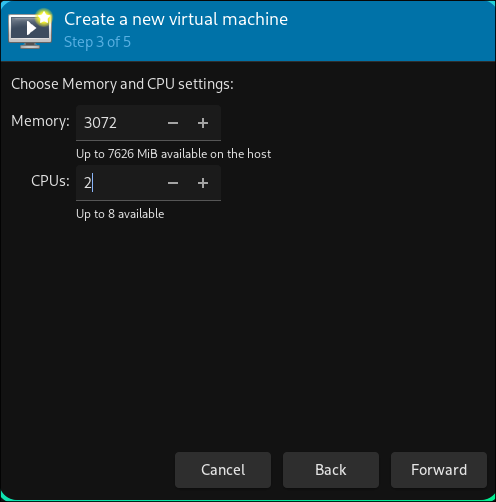 Create a new virtual machine
Step 3 of 5
Choose Memory and CPU settings:
Memory: 3072 − +
Up to 7626 MiB available on the host
CPUs: 2 − +
Up to 8 available
Cancel Back Forward